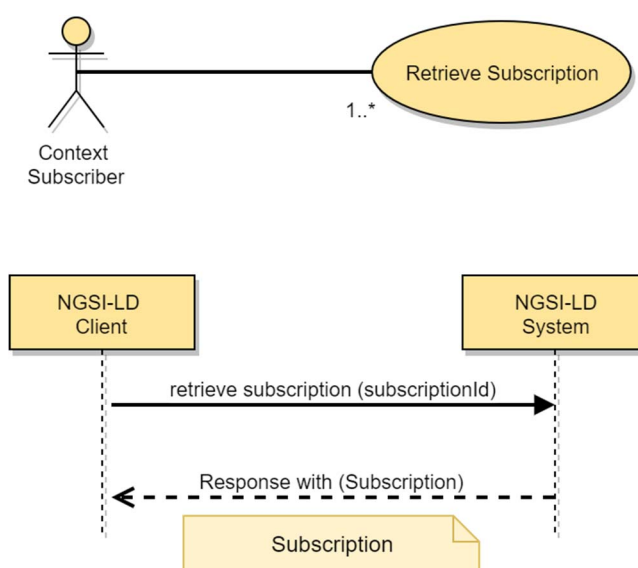 Retrieve Subscription
1..*
Context
Subscriber
NGSI-LD
Client
NGSI-LD
System
retrieve subscription (subscriptionId)
Response with (Subscription)
Subscription